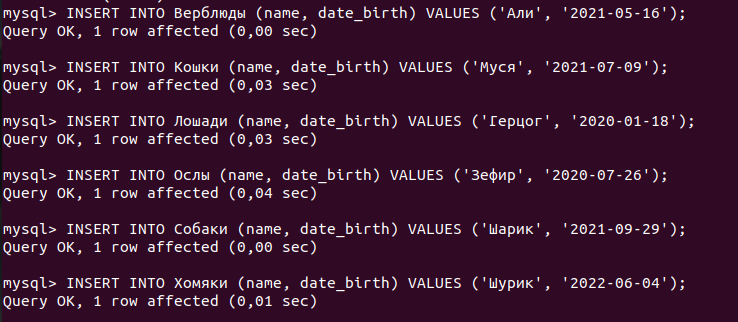 mysql> INSERT INTO Верблюды (name, date_birth) VALUES ('Али', '2021-05-16');
Query OK, 1 row affected (0,00 sec)
mysql> INSERT INTO Кошки (name, date_birth) VALUES ('Муся', '2021-07-09');
Query OK, 1 row affected (0,03 sec)
mysql> INSERT INTO Лошади (name, date_birth) VALUES ('Герцог', '2020-01-18');
Query OK, 1 row affected (0,03 sec)
mysql> INSERT INTO Ослы (name, date_birth) VALUES ('Зефир', '2020-07-26');
Query OK, 1 row affected (0,04 sec)
mysql> INSERT INTO Собаки (name, date_birth) VALUES ('Шарик', '2021-09-29');
Query OK, 1 row affected (0,00 sec)
mysql> INSERT INTO Хомяки (name, date_birth) VALUES ('Шурик', '2022-06-04');
Query OK, 1 row affected (0,01 sec)